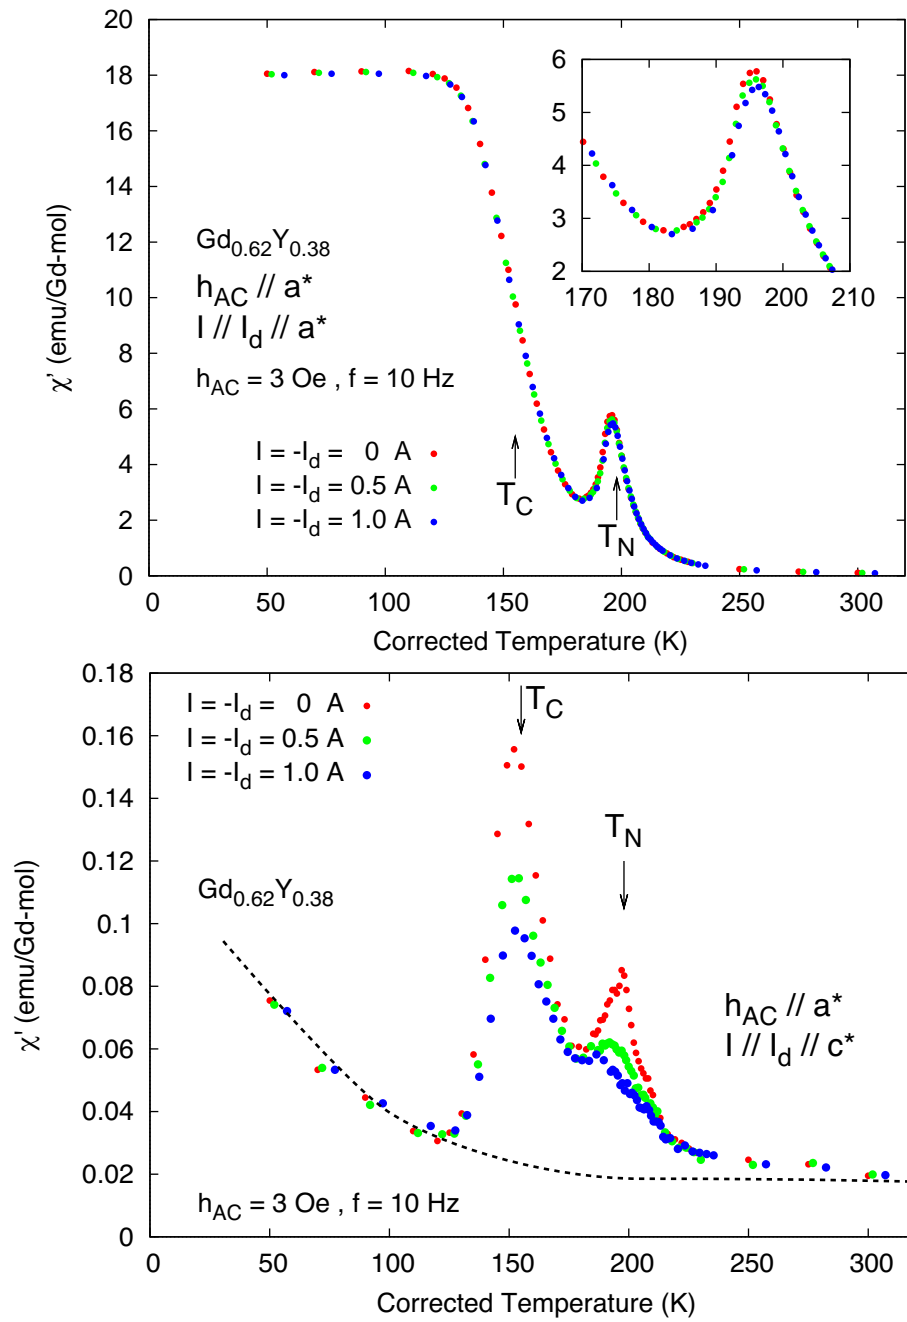 20
18
16
14
12
10
8
6
4
2
0
χ' (emu/Gd-mol)
6
5
4
3
2
170 180 190 200 210
Gd0.62Y0.38
hAC // a*
I // Id // a*
hAC = 3 Oe , f = 10 Hz
I = -Id = 0 A
I = -Id = 0.5 A
I = -Id = 1.0 A
TC
TN
0 50 100 150 200 250 300
Corrected Temperature (K)
0.18
0.16
0.14
0.12
0.1
0.08
0.06
0.04
0.02
0
χ' (emu/Gd-mol)
I = -Id = 0 A
I = -Id = 0.5 A
I = -Id = 1.0 A
TC
TN
Gd0.62Y0.38
hAC // a*
I // Id // c*
hAC = 3 Oe , f = 10 Hz
0 50 100 150 200 250 300
Corrected Temperature (K)